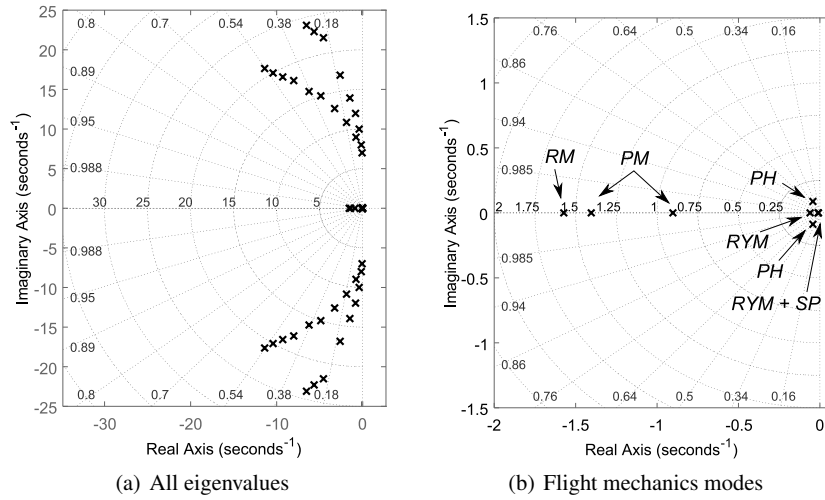 25
20
15
10
5
0
-5
-10
-15
-20
-25
Imaginary Axis (seconds-1)
0.8 0.7 0.54 0.38 0.18
0.89
0.95
0.988
30 25 20 15 10 5
0.988
0.95
0.89
0.8 0.7 0.54 0.38 0.18
-30 -20 -10 0
Real Axis (seconds-1)
(a) All eigenvalues
1.5
1
0.5
0
-0.5
-1
-1.5
Imaginary Axis (seconds-1)
0.76 0.64 0.5 0.34 0.16
0.86
0.94
0.985
RM PM PH
2 1.75 1.5 1.25 1 0.75 0.5 0.25
RYM
PH
RYM + SP
0.985
0.94
0.86
0.76 0.64 0.5 0.34 0.16
-2 -1.5 -1 -0.5 0
Real Axis (seconds-1)
(b) Flight mechanics modes